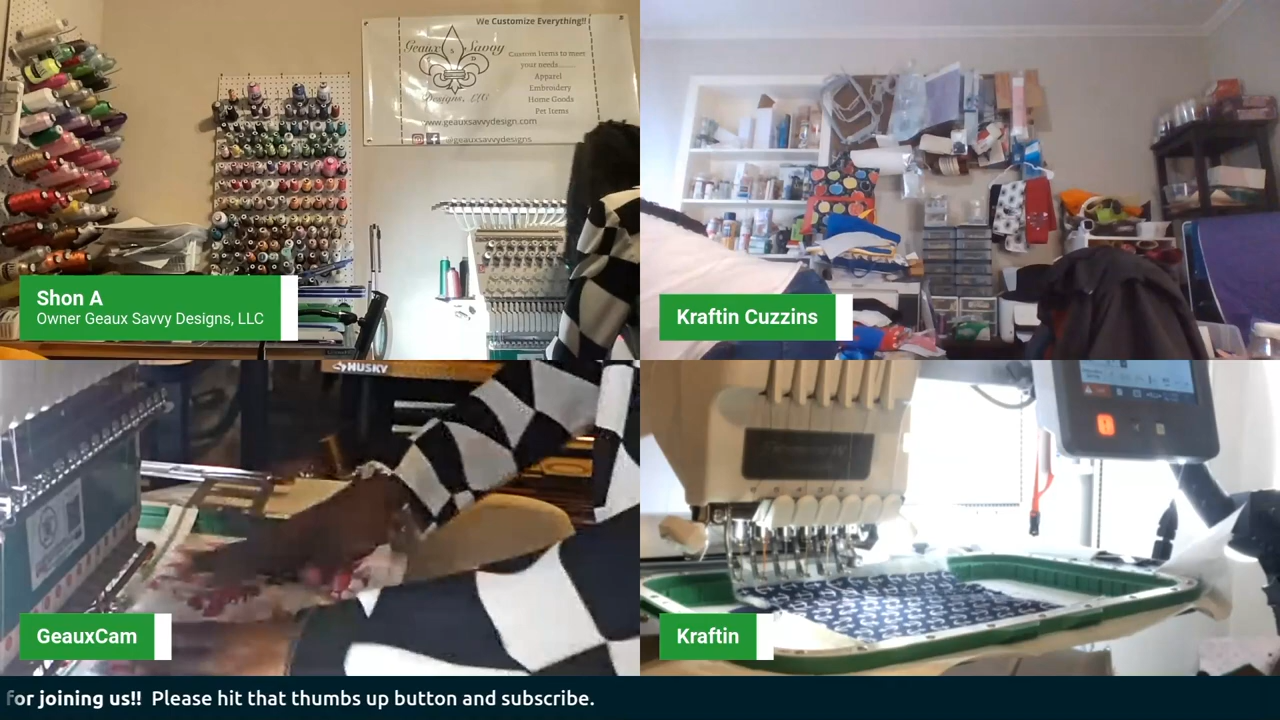 We Customize Everything!!
Geaux Savvy
Designs, LLC
Custom Items to meet
your needs.........
Apparel
Embroidery
Home Goods
Pet Items
www.geauxsavvydesign.com
@geauxsavvydesigns
Shon A
Owner Geaux Savvy Designs, LLC
Kraftin Cuzzins
HUSKY
GeauxCam
Kraftin
for joining us!! Please hit that thumbs up button and subscribe.